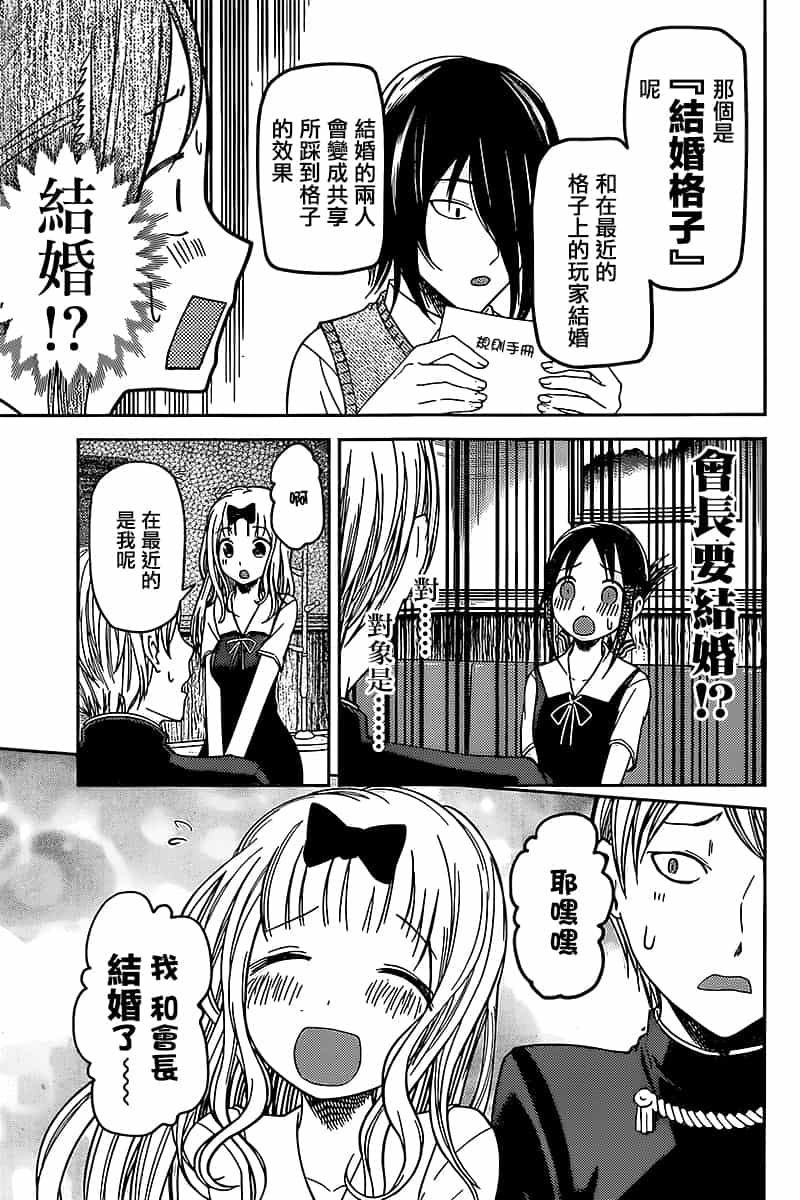 那個是
『結婚格子』
呢
和在最近的
格子上的玩家結婚
結婚的兩人
會變成共享
所踩到格子
的效果
規則手冊
結婚!?
會長要結婚!?
對……
對象是………
啊
在最近的
是我呢
耶嘿嘿
我和會長
結婚了～